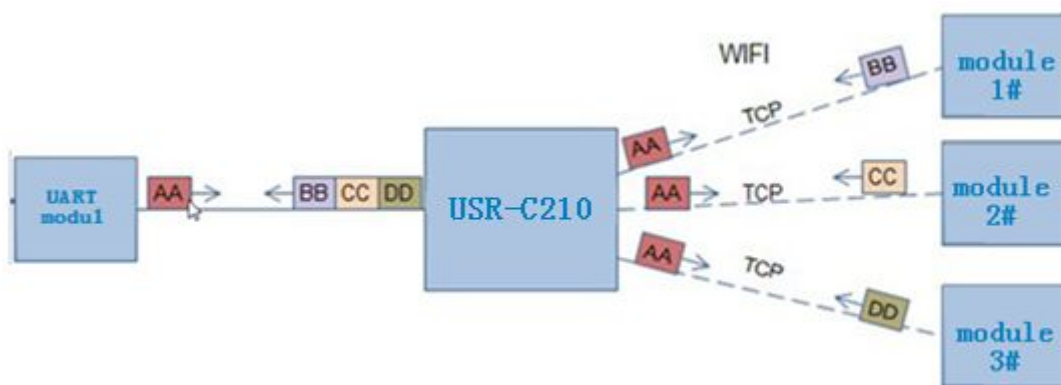 WIFI
BB
module
1#
TCP
AA
UART
modul
AA
BB CC DD
USR-C210
AA
TCP
CC
module
2#
AA
TCP
DD
module
3#